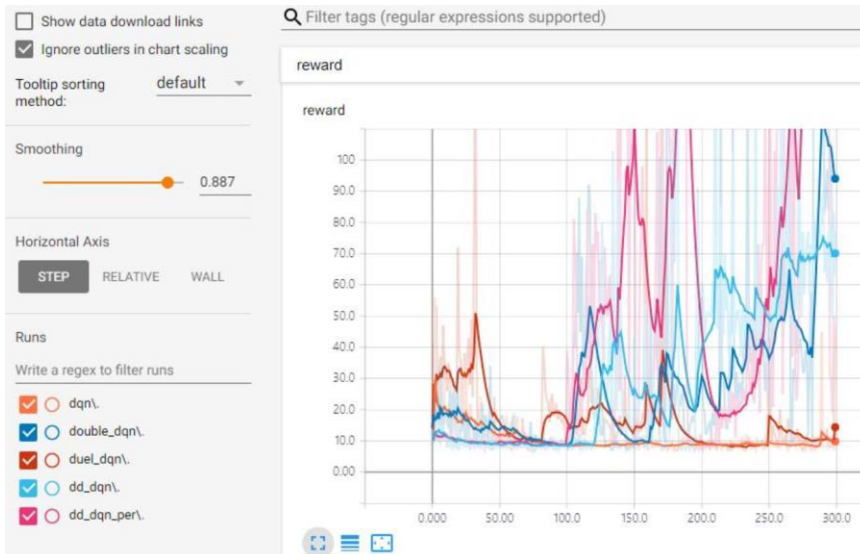 Show data download links
Ignore outliers in chart scaling
Tooltip sorting
method:
default
Smoothing
0.887
Horizontal Axis
STEP RELATIVE WALL
Runs
Write a regex to filter runs
dqn\.
double_dqn\.
duel_dqn\.
dd_dqn\.
dd_dqn_per\.
Filter tags (regular expressions supported)
reward
reward
100
90.0
80.0
70.0
60.0
50.0
40.0
30.0
20.0
10.0
0.00
0.000 50.00 100.0 150.0 200.0 250.0 300.0